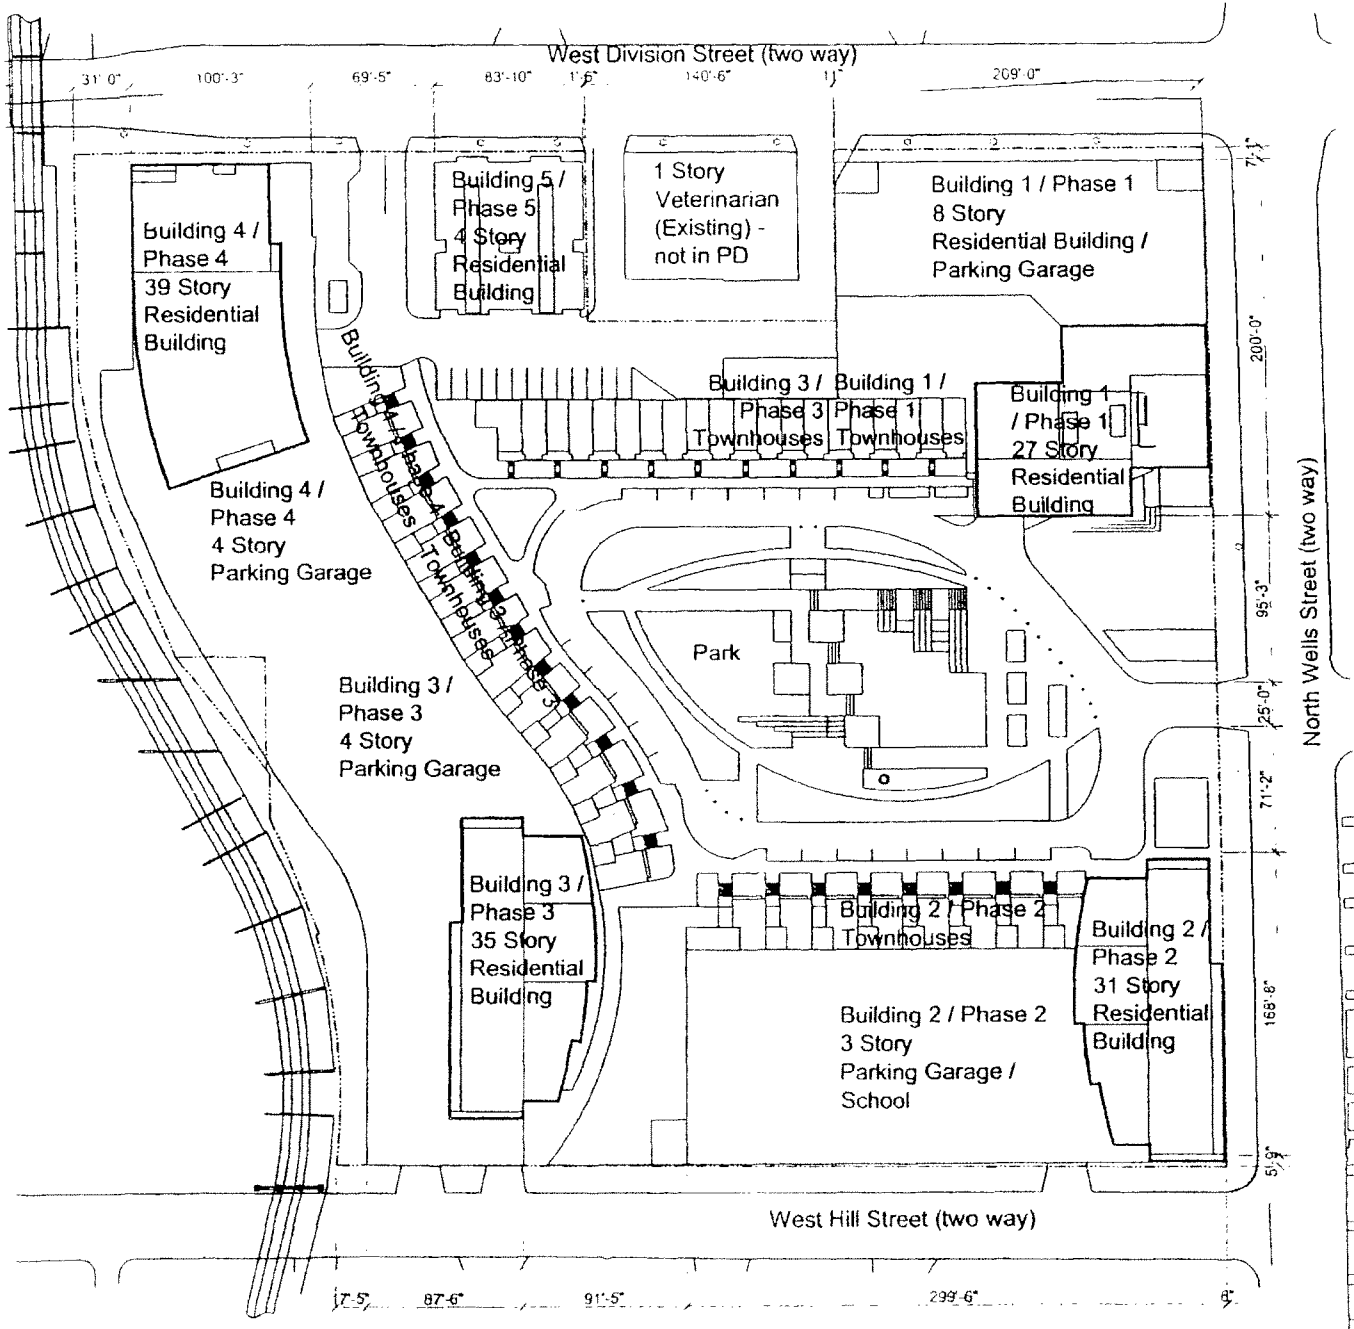 West Division Street (two way)
31'-0"
100'-3"
69'-5"
83'-10"
1'-6"
140'-6"
11"
209'-0"
Building 5 /
Phase 5
4 Story
Residential
Building
1 Story
Veterinarian
(Existing) -
not in PD
Building 1 / Phase 1
8 Story
Residential Building /
Parking Garage
Building 4 /
Phase 4
39 Story
Residential
Building
200'-0"
Building 4 / Phase 4
Townhouses
Building 3 /
Phase 3
Townhouses
Building 1 /
Phase 1
Townhouses
Building 1
/ Phase 1
27 Story
Residential
Building
Building 4 /
Phase 4
4 Story
Parking Garage
Building 3 / Phase 3
Townhouses
North Wells Street (two way)
95'-3"
Park
Building 3 /
Phase 3
4 Story
Parking Garage
25'-0"
71'-2"
Building 3 /
Phase 3
35 Story
Residential
Building
Building 2 / Phase 2
Townhouses
Building 2 /
Phase 2
31 Story
Residential
Building
Building 2 / Phase 2
3 Story
Parking Garage /
School
168'-8"
5'-9"
West Hill Street (two way)
7'-5"
87'-6"
91'-5"
299'-6"
6"